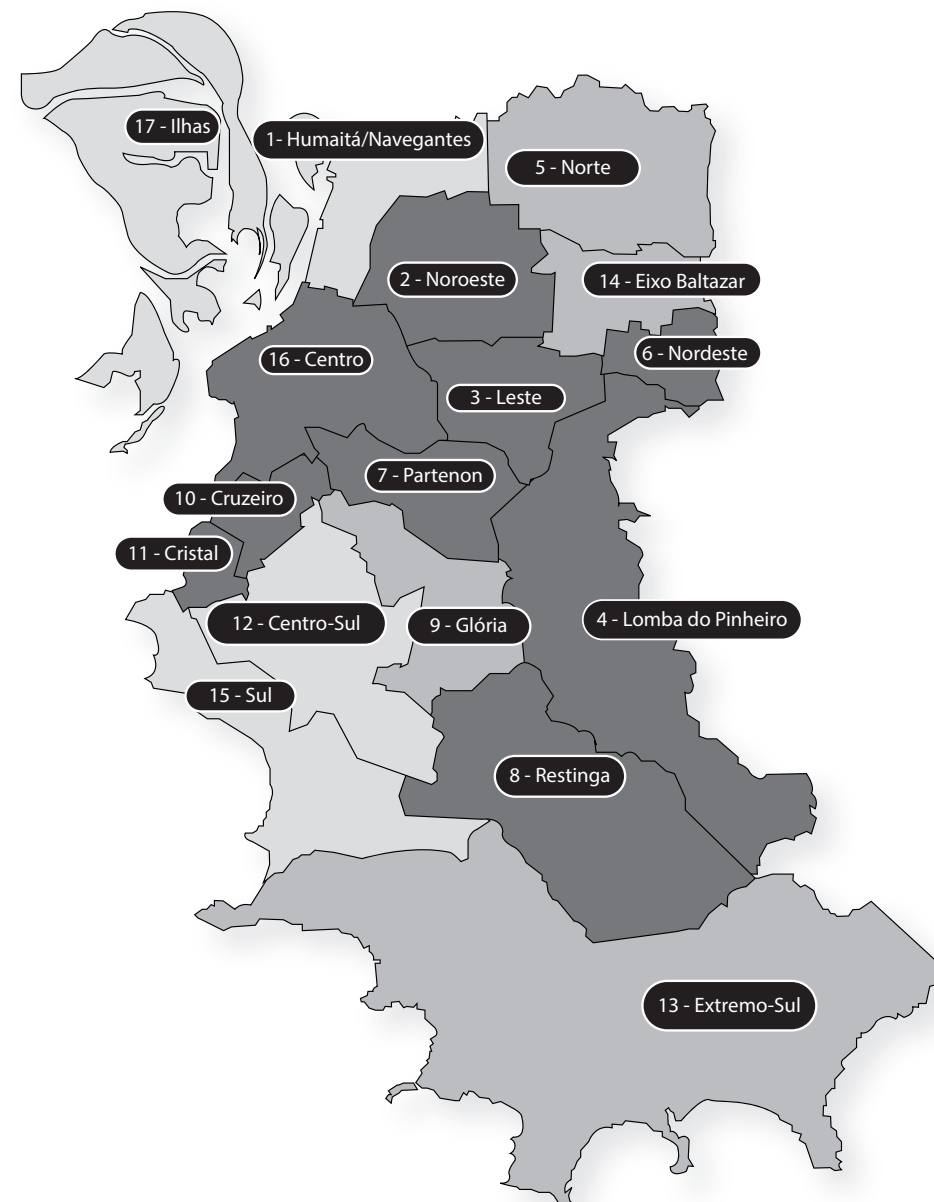 17 - Ilhas
1- Humaitá/Navegantes
5 - Norte
2 - Noroeste
14 - Eixo Baltazar
16 - Centro
6 - Nordeste
3 - Leste
7 - Partenon
10 - Cruzeiro
11 - Cristal
12 - Centro-Sul
9 - Glória
4 - Lomba do Pinheiro
15 - Sul
8 - Restinga
13 - Extremo-Sul